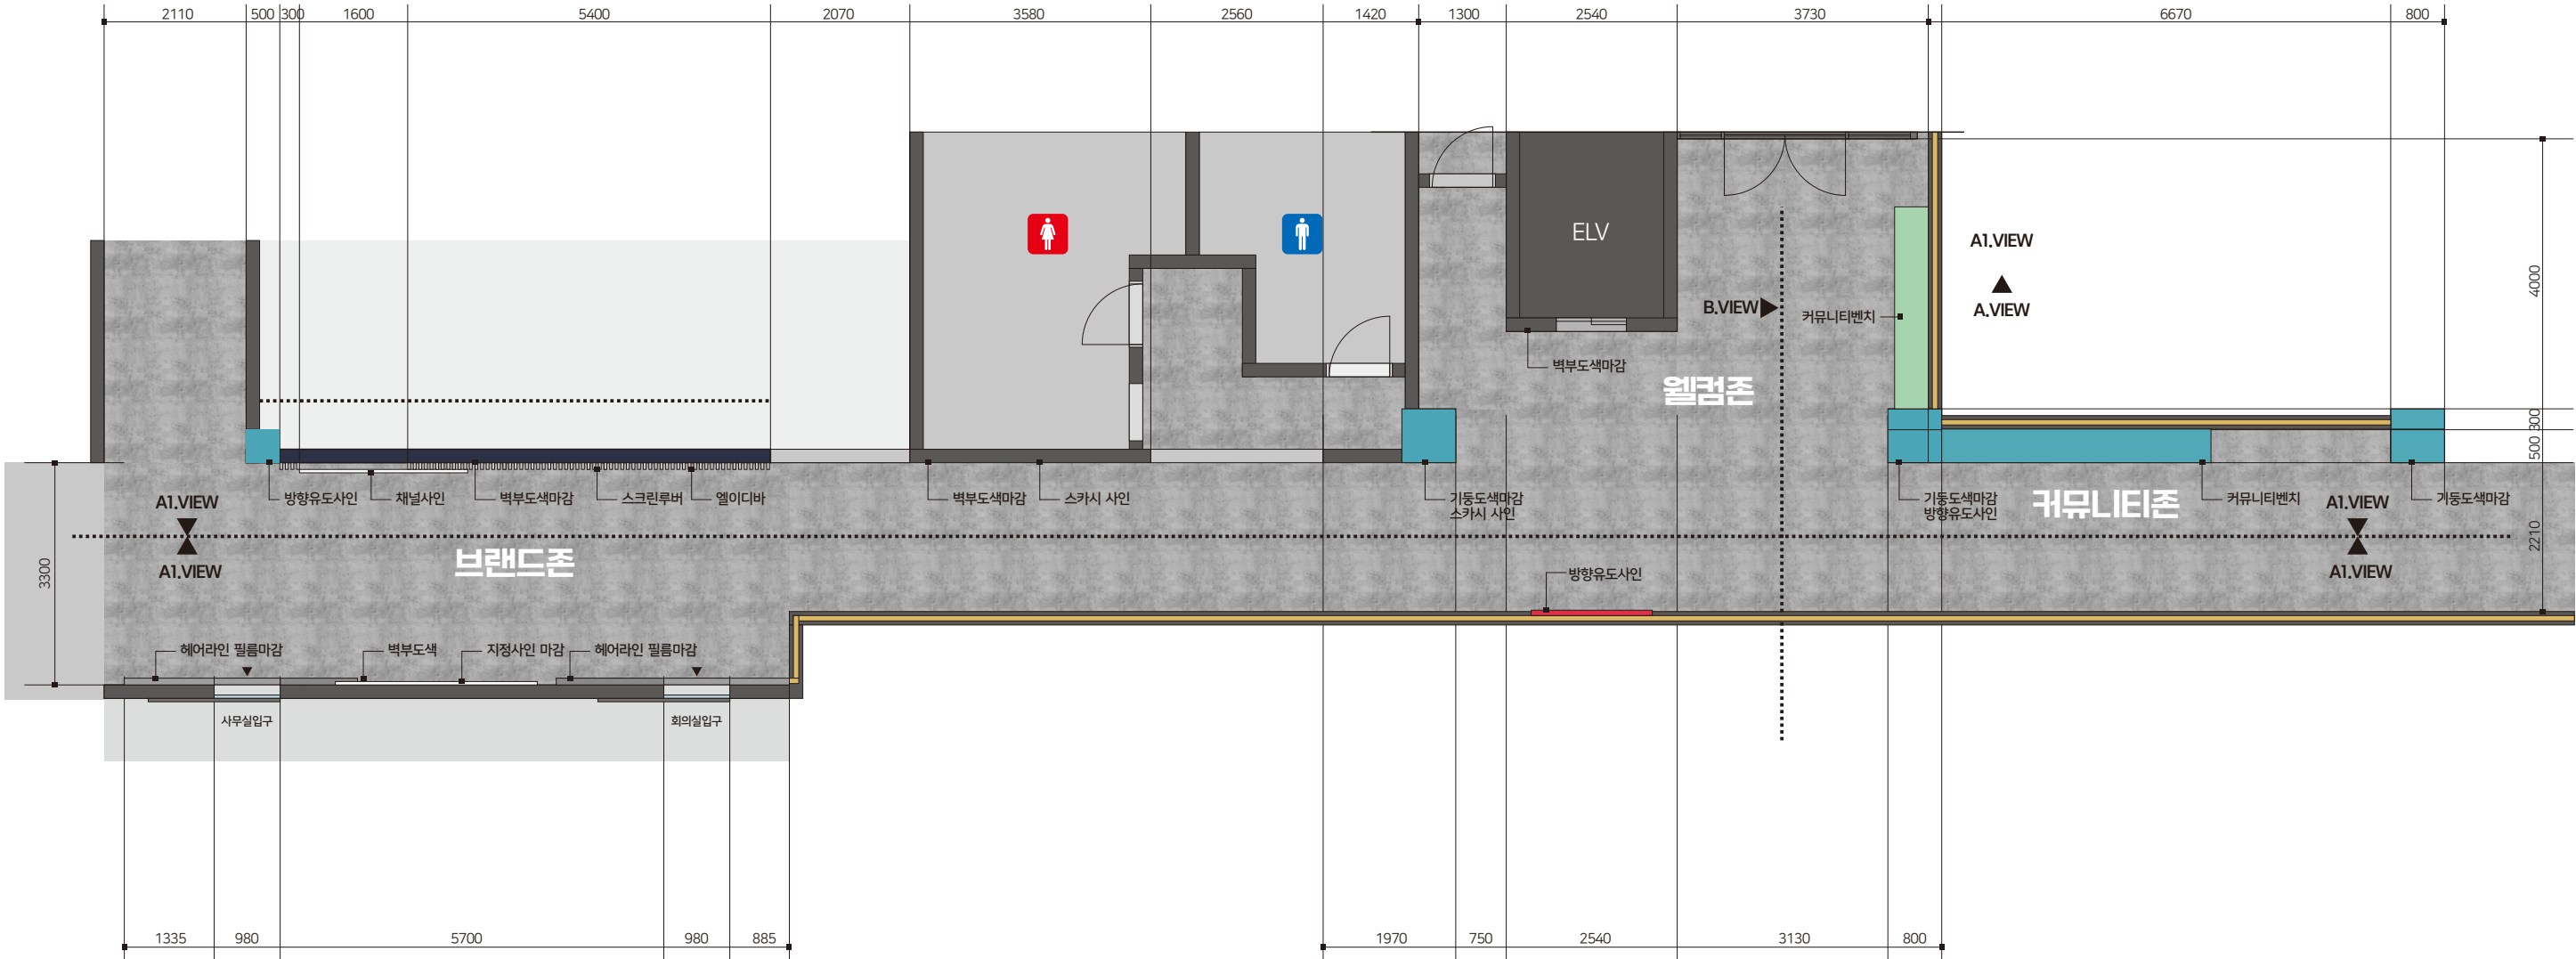 2110 500 300 1600 5400 2070 3580 2560 1420 1300 2540 3730 6670 800
ELV
A1.VIEW
A.VIEW
B.VIEW
커뮤니티벤치
4000
벽부도색마감
웰컴존
300
500
방향유도사인 채널사인 벽부도색마감 스크린루버 엘이디바 벽부도색마감 스카시 사인
기둥도색마감
스카시 사인
기둥도색마감
방향유도사인
커뮤니티존
커뮤니티벤치
A1.VIEW
기둥도색마감
A1.VIEW
A1.VIEW
브랜드존
방향유도사인
A1.VIEW
2210
3300
헤어라인 필름마감 벽부도색 지정사인 마감 헤어라인 필름마감
사무실입구 회의실입구
1335 980 5700 980 885 1970 750 2540 3130 800